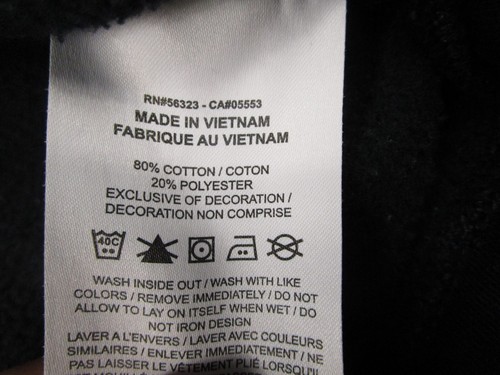 RN#56323 - CA#05553
MADE IN VIETNAM
FABRIQUE AU VIETNAM
80% COTTON / COTON
20% POLYESTER
EXCLUSIVE OF DECORATION /
DECORATION NON COMPRISE
40C
WASH INSIDE OUT / WASH WITH LIKE
COLORS / REMOVE IMMEDIATELY / DO NOT
ALLOW TO LAY ON ITSELF WHEN WET / DO
NOT IRON DESIGN
LAVER A L'ENVERS / LAVER AVEC COULEURS
SIMILAIRES / ENLEVER IMMEDIATEMENT / NE
PAS LAISSER LE VÊTEMENT PLIÉ LORSQU'IL